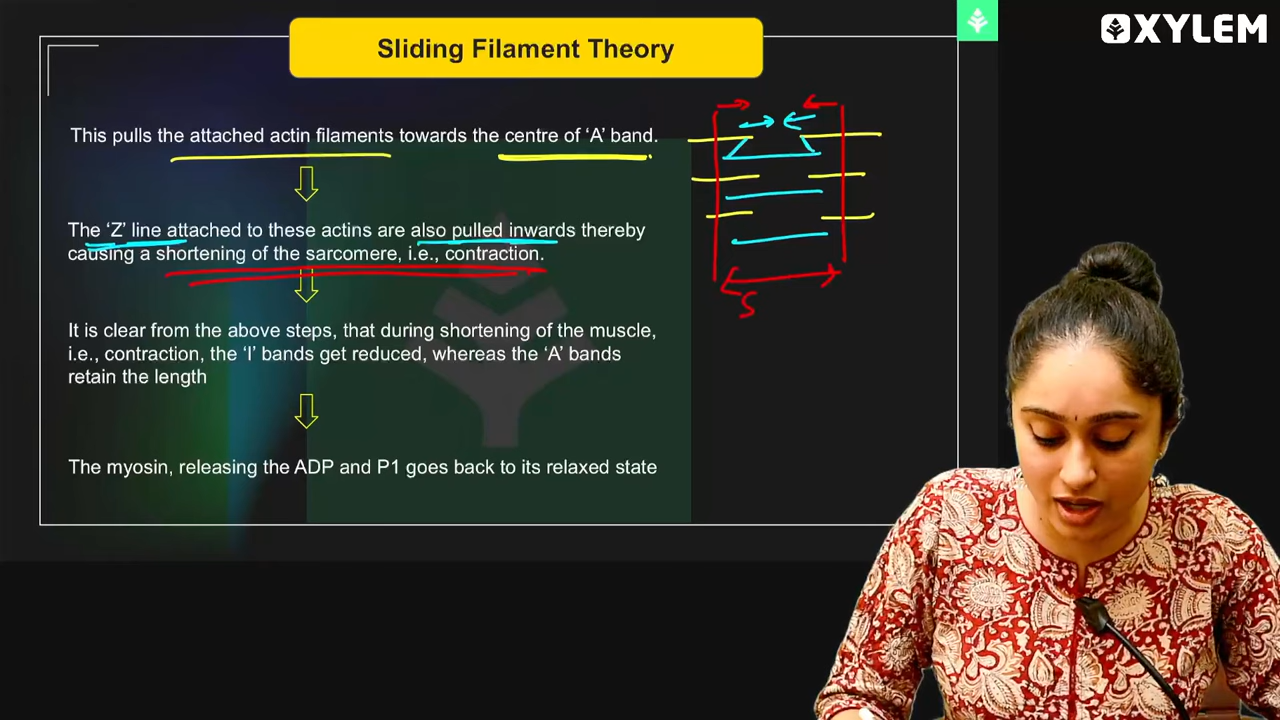 Sliding Filament Theory
OXYLEM
This pulls the attached actin filaments towards the centre of ‘A’ band.
The ‘Z’ line attached to these actins are also pulled inwards thereby
causing a shortening of the sarcomere, i.e., contraction.
S
It is clear from the above steps, that during shortening of the muscle,
i.e., contraction, the ‘I’ bands get reduced, whereas the ‘A’ bands
retain the length
The myosin, releasing the ADP and P1 goes back to its relaxed state